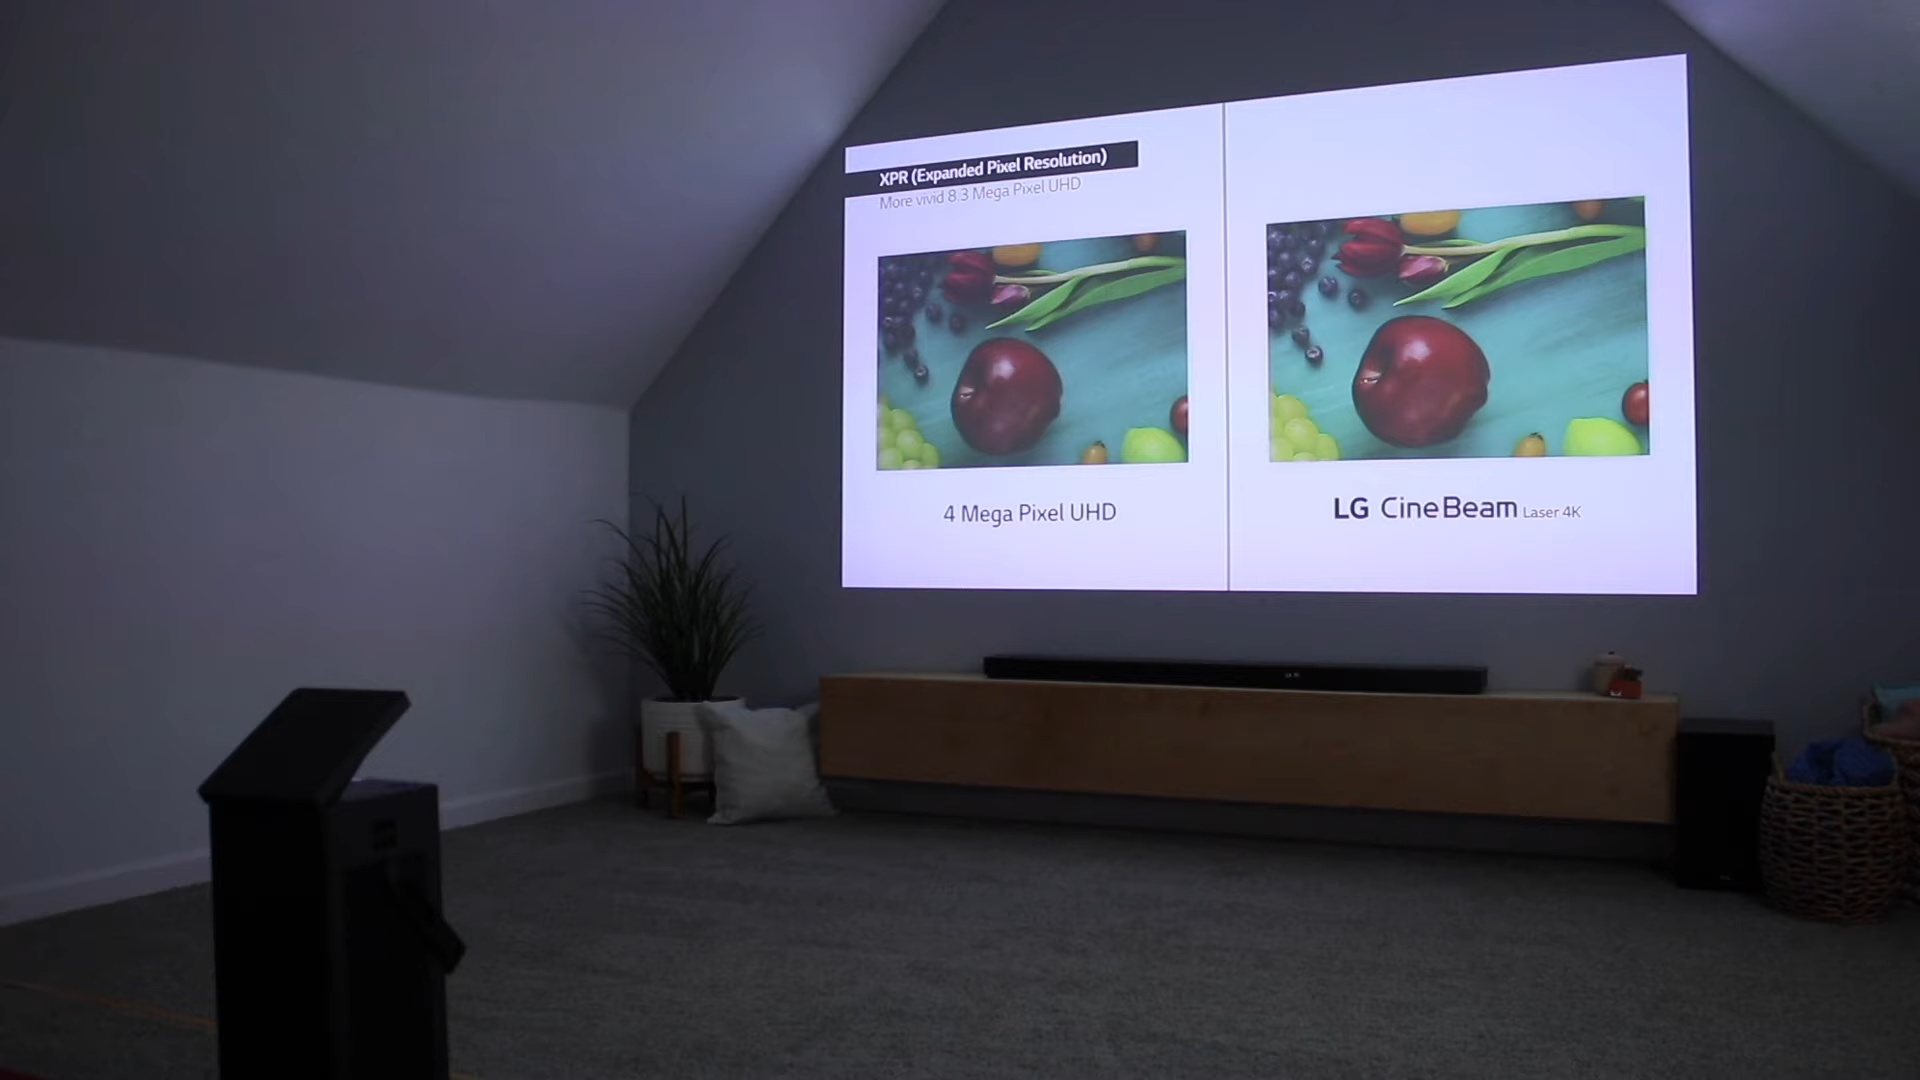 XPR (Expanded Pixel Resolution)
More vivid 8.3 Mega Pixel UHD
4 Mega Pixel UHD
LG CineBeam Laser 4K